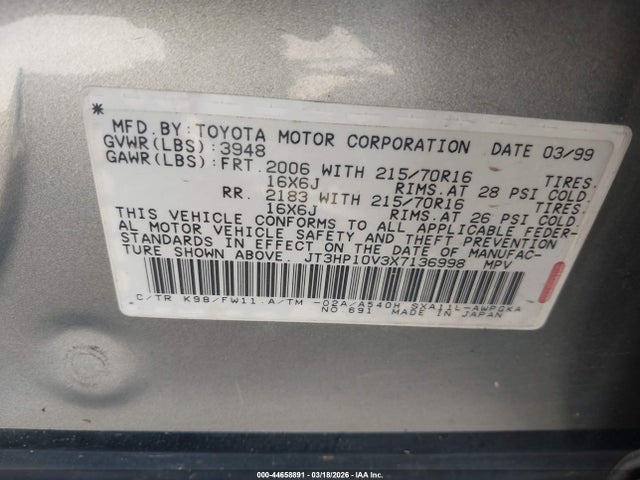 *
MFD.BY:TOYOTA MOTOR CORPORATION DATE 03/99
GVWR(LBS):3948
GAWR(LBS):FRT.2006 WITH 215/70R16 TIRES.
16X6J RIMS.AT 28 PSI COLD
RR. 2183 WITH 215/70R16 TIRES.
16X6J RIMS.AT 26 PSI COLD
THIS VEHICLE CONFORMS TO ALL APPLICABLE FEDER-
AL MOTOR VEHICLE SAFETY AND THEFT PREVENTION
STANDARDS IN EFFECT ON THE DATE OF MANUFAC-
TURE SHOWN ABOVE. JT3HP10V3X7136998 MPV
C/TR K98/FW11.A/TM -02A/A540H SXA11L-AWPGKA
NO 691 MADE IN JAPAN
000-44658891 - 03/18/2026 - IAA Canada